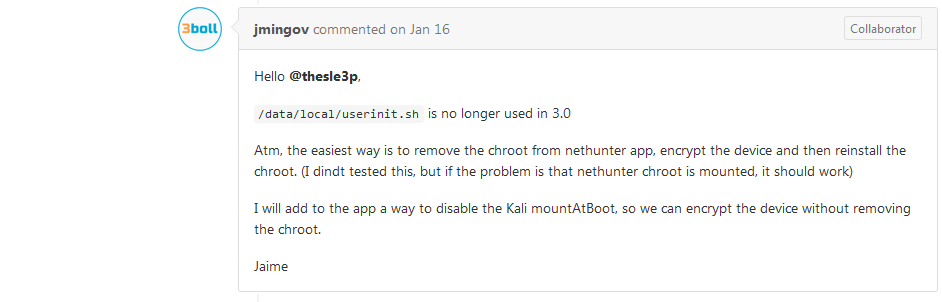 3boll
jmingov commented on Jan 16
Collaborator
Hello @thesle3p,
/data/local/userinit.sh is no longer used in 3.0
Atm, the easiest way is to remove the chroot from nethunter app, encrypt the device and then reinstall the
chroot. (I dindt tested this, but if the problem is that nethunter chroot is mounted, it should work)
I will add to the app a way to disable the Kali mountAtBoot, so we can encrypt the device without removing
the chroot.
Jaime